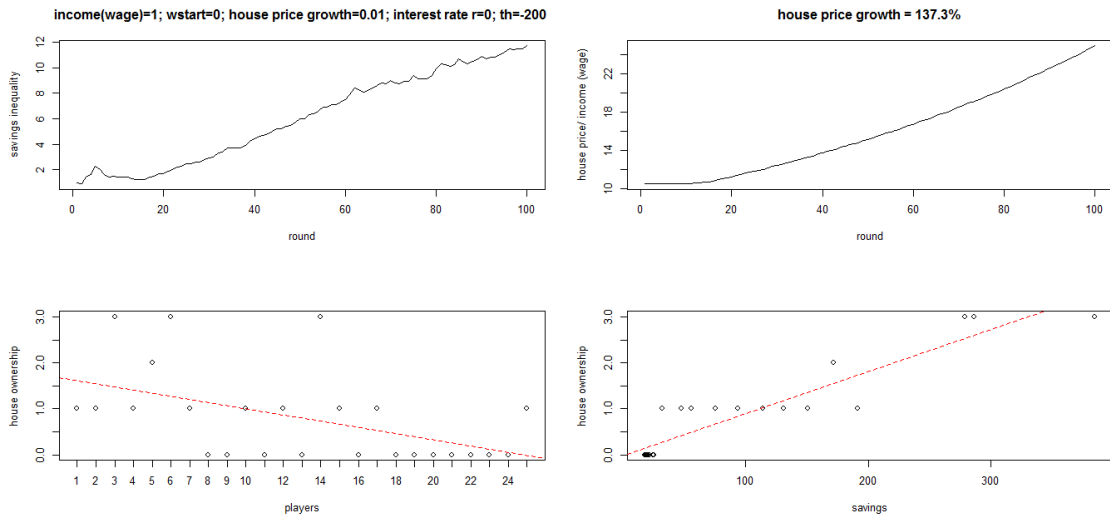 income(wage)=1; wstart=0; house price growth=0.01; interest rate r=0; th=-200
savings inequality
2 4 6 8 10 12
0 20 40 60 80 100
round
house price growth = 137.3%
house price/ income (wage)
10 14 18 22
0 20 40 60 80 100
round
house ownership
0.0 1.0 2.0 3.0
1 2 3 4 5 6 7 8 9 10 12 14 16 18 20 22 24
players
house ownership
0.0 1.0 2.0 3.0
100 200 300
savings